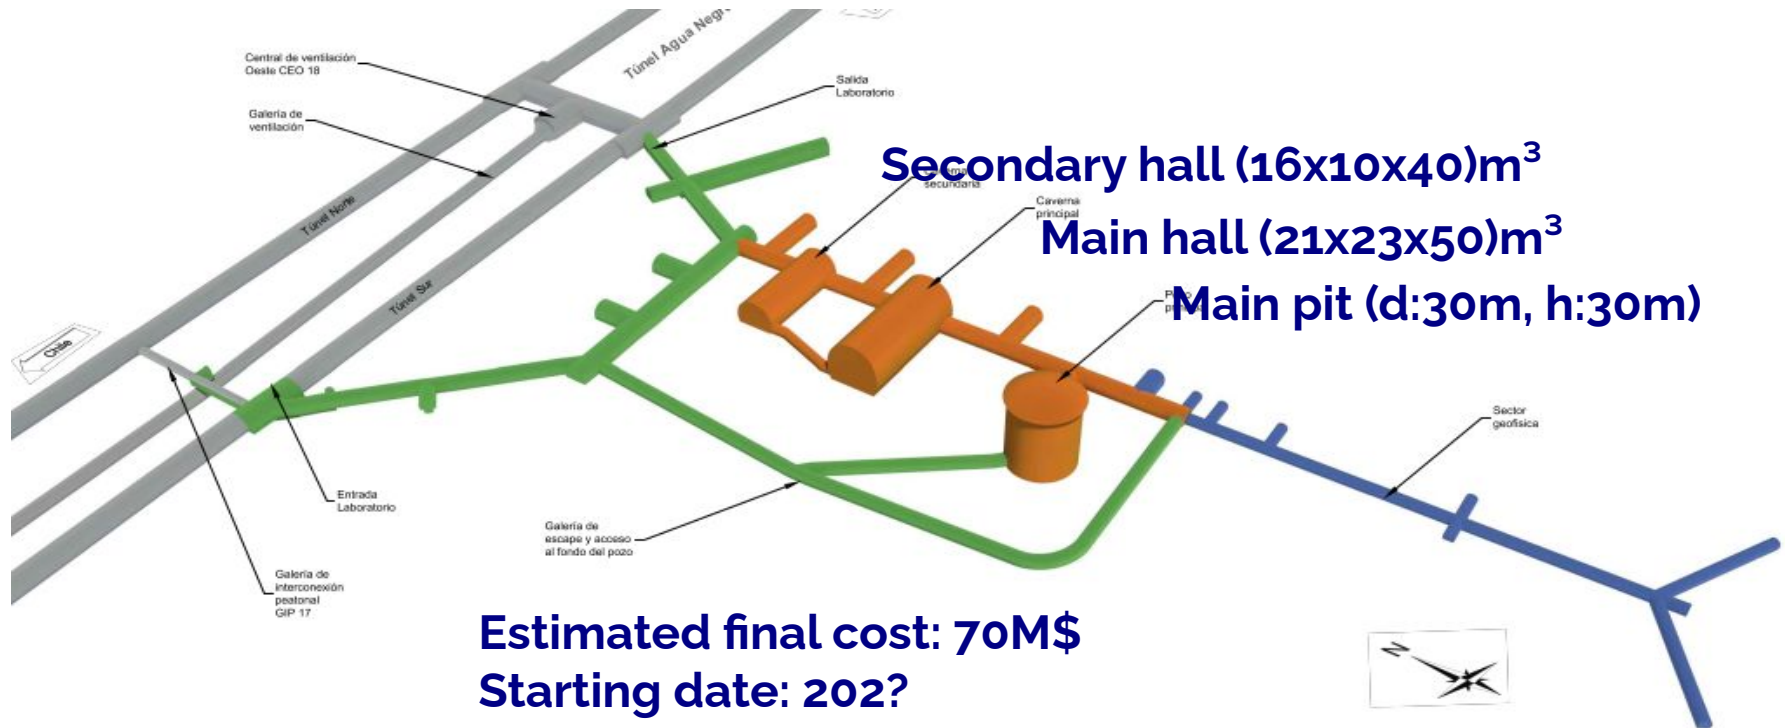 Túnel Agua Negra
Central de ventilación
Oeste CEO 18
Galería de
ventilación
Salida
Laboratorio
Secondary hall (16x10x40)m³
secundaria
Caverna
principal
Main hall (21x23x50)m³
Main pit (d:30m, h:30m)
Túnel Norte
Túnel Sur
Chile
Sector
geofísica
Entrada
Laboratorio
Galería de
escape y acceso
al fondo del pozo
Galería de
interconexión
peatonal
GIP 17
Estimated final cost: 70M$
Starting date: 202?
N